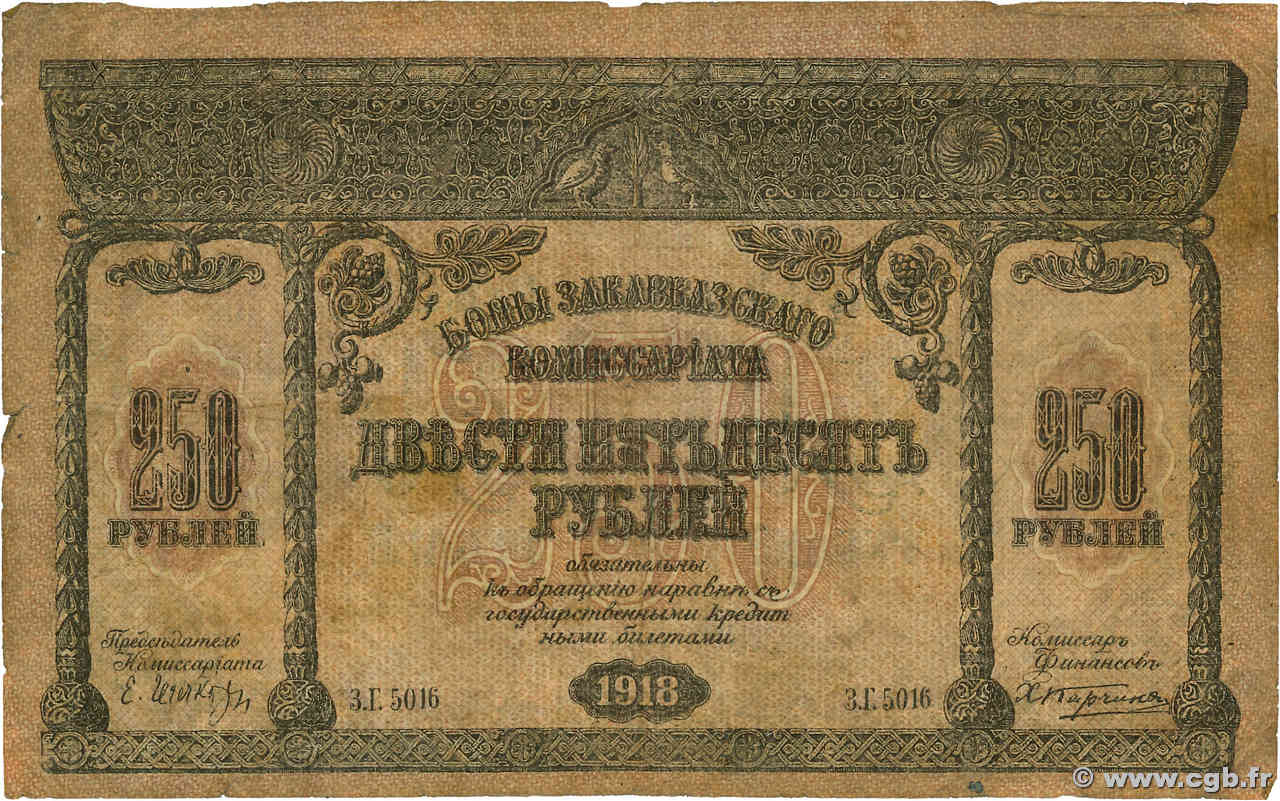 БОНЫ ЗАКАВКАЗСКАГО
КОМИССАРІАТА
ДВѢСТИ ПЯТЬДЕСЯТЪ
РУБЛЕЙ
250
РУБЛЕЙ
250
РУБЛЕЙ
обязательны
къ обращенію наравнѣ съ
государственными кредит
ными билетами
Предсѣдатель
Комиссаріата
Комиссаръ
Финансовъ
З.Г. 5016
1918
З.Г. 5016
© www.cgb.fr